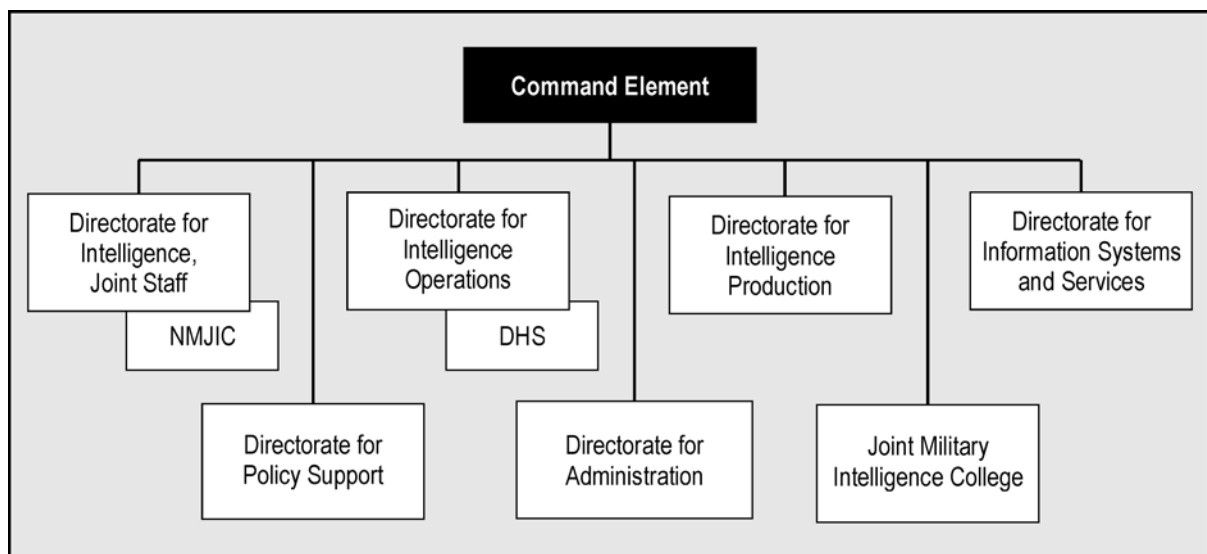 Command Element
Directorate for
Intelligence,
Joint Staff
NMJIC
Directorate for
Intelligence
Operations
DHS
Directorate for
Intelligence
Production
Directorate for
Information Systems
and Services
Directorate for
Policy Support
Directorate for
Administration
Joint Military
Intelligence College